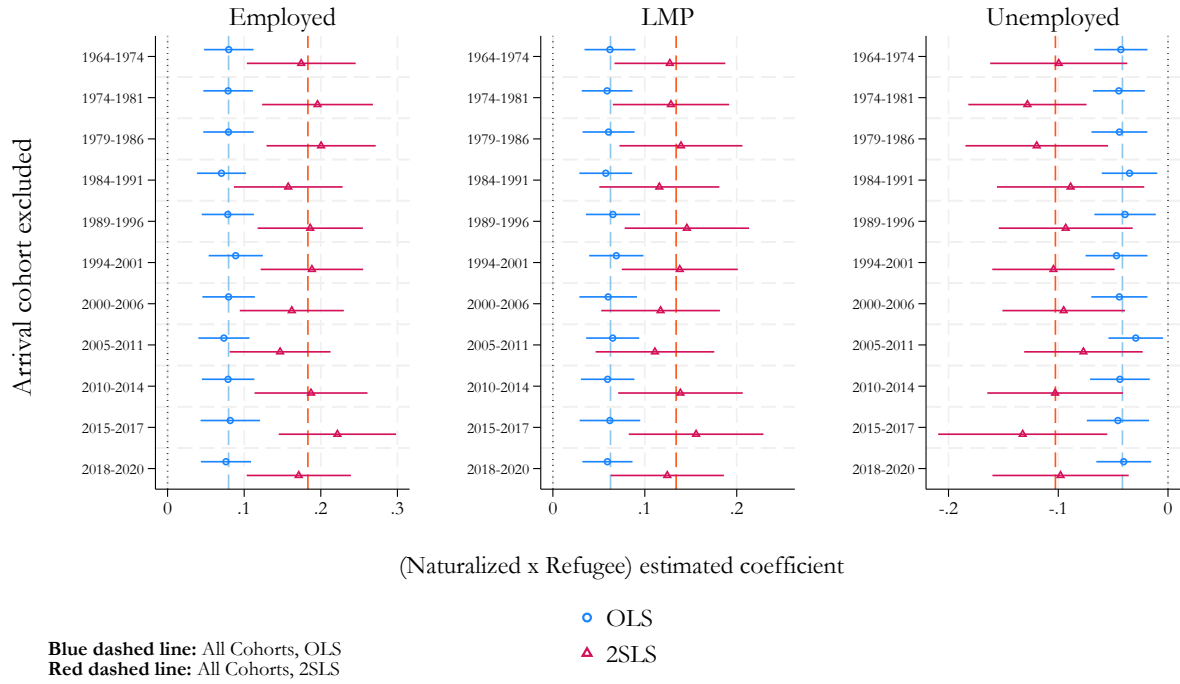 Employed
LMP
Unemployed
Arrival cohort excluded
1964-1974
1974-1981
1979-1986
1984-1991
1989-1996
1994-2001
2000-2006
2005-2011
2010-2014
2015-2017
2018-2020
0 .1 .2 .3
1964-1974
1974-1981
1979-1986
1984-1991
1989-1996
1994-2001
2000-2006
2005-2011
2010-2014
2015-2017
2018-2020
0 .1 .2
1964-1974
1974-1981
1979-1986
1984-1991
1989-1996
1994-2001
2000-2006
2005-2011
2010-2014
2015-2017
2018-2020
-.2 -.1 0
(Naturalized x Refugee) estimated coefficient
OLS
2SLS
Blue dashed line: All Cohorts, OLS
Red dashed line: All Cohorts, 2SLS